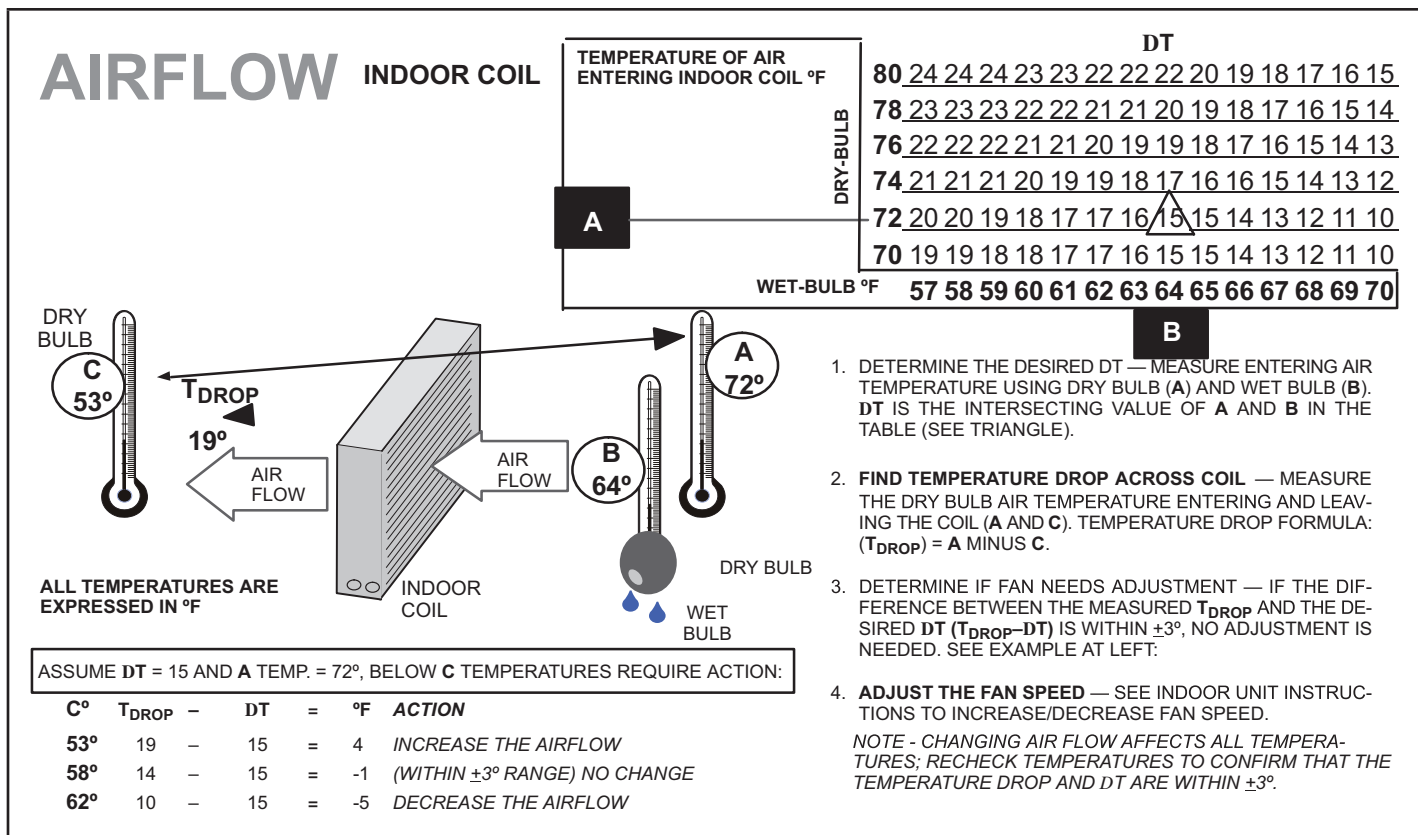 AIRFLOW INDOOR COIL
TEMPERATURE OF AIR
ENTERING INDOOR COIL ºF
DRY-BULB
DT
80 24 24 24 23 23 22 22 22 20 19 18 17 16 15
78 23 23 23 22 22 21 21 20 19 18 17 16 15 14
76 22 22 22 21 21 20 19 19 18 17 16 15 14 13
74 21 21 21 20 19 19 18 17 16 16 15 14 13 12
A
72 20 20 19 18 17 17 16 15 15 14 13 12 11 10
70 19 19 18 18 17 17 16 15 15 14 13 12 11 10
WET-BULB ºF 57 58 59 60 61 62 63 64 65 66 67 68 69 70
B
DRY
BULB
C
53º
TDROP
19º
AIR
FLOW
AIR
FLOW
A
72º
B
64º
DRY BULB
WET
BULB
INDOOR
COIL
ALL TEMPERATURES ARE
EXPRESSED IN ºF
ASSUME DT = 15 AND A TEMP. = 72º, BELOW C TEMPERATURES REQUIRE ACTION:
Cº TDROP – DT = ºF ACTION
53º 19 – 15 = 4 INCREASE THE AIRFLOW
58º 14 – 15 = -1 (WITHIN +3º RANGE) NO CHANGE
62º 10 – 15 = -5 DECREASE THE AIRFLOW
1. DETERMINE THE DESIRED DT — MEASURE ENTERING AIR
TEMPERATURE USING DRY BULB (A) AND WET BULB (B).
DT IS THE INTERSECTING VALUE OF A AND B IN THE
TABLE (SEE TRIANGLE).
2. FIND TEMPERATURE DROP ACROSS COIL — MEASURE
THE DRY BULB AIR TEMPERATURE ENTERING AND LEAV-
ING THE COIL (A AND C). TEMPERATURE DROP FORMULA:
(TDROP) = A MINUS C.
3. DETERMINE IF FAN NEEDS ADJUSTMENT — IF THE DIF-
FERENCE BETWEEN THE MEASURED TDROP AND THE DE-
SIRED DT (TDROP–DT) IS WITHIN +3º, NO ADJUSTMENT IS
NEEDED. SEE EXAMPLE AT LEFT:
4. ADJUST THE FAN SPEED — SEE INDOOR UNIT INSTRUC-
TIONS TO INCREASE/DECREASE FAN SPEED.
NOTE - CHANGING AIR FLOW AFFECTS ALL TEMPERA-
TURES; RECHECK TEMPERATURES TO CONFIRM THAT THE
TEMPERATURE DROP AND DT ARE WITHIN +3º.